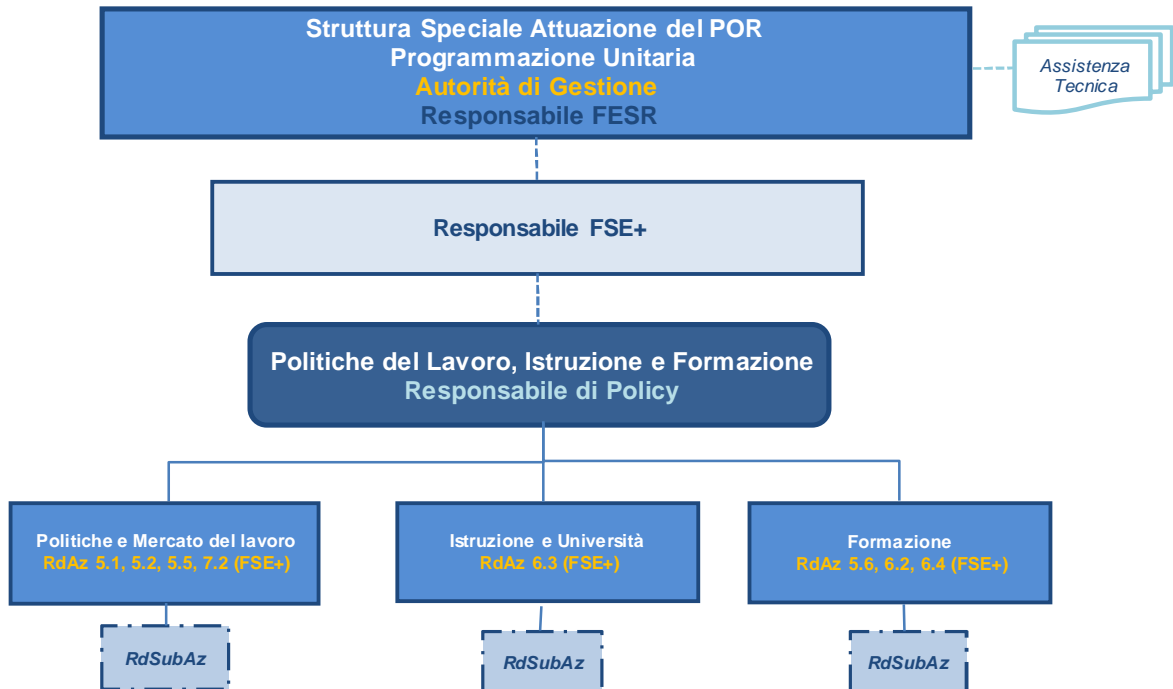 Struttura Speciale Attuazione del POR
Programmazione Unitaria
Autorità di Gestione
Responsabile FESR
Assistenza
Tecnica
Responsabile FSE+
Politiche del Lavoro, Istruzione e Formazione
Responsabile di Policy
Politiche e Mercato del lavoro
RdAz 5.1, 5.2, 5.5, 7.2 (FSE+)
Istruzione e Università
RdAz 6.3 (FSE+)
Formazione
RdAz 5.6, 6.2, 6.4 (FSE+)
RdSubAz
RdSubAz
RdSubAz